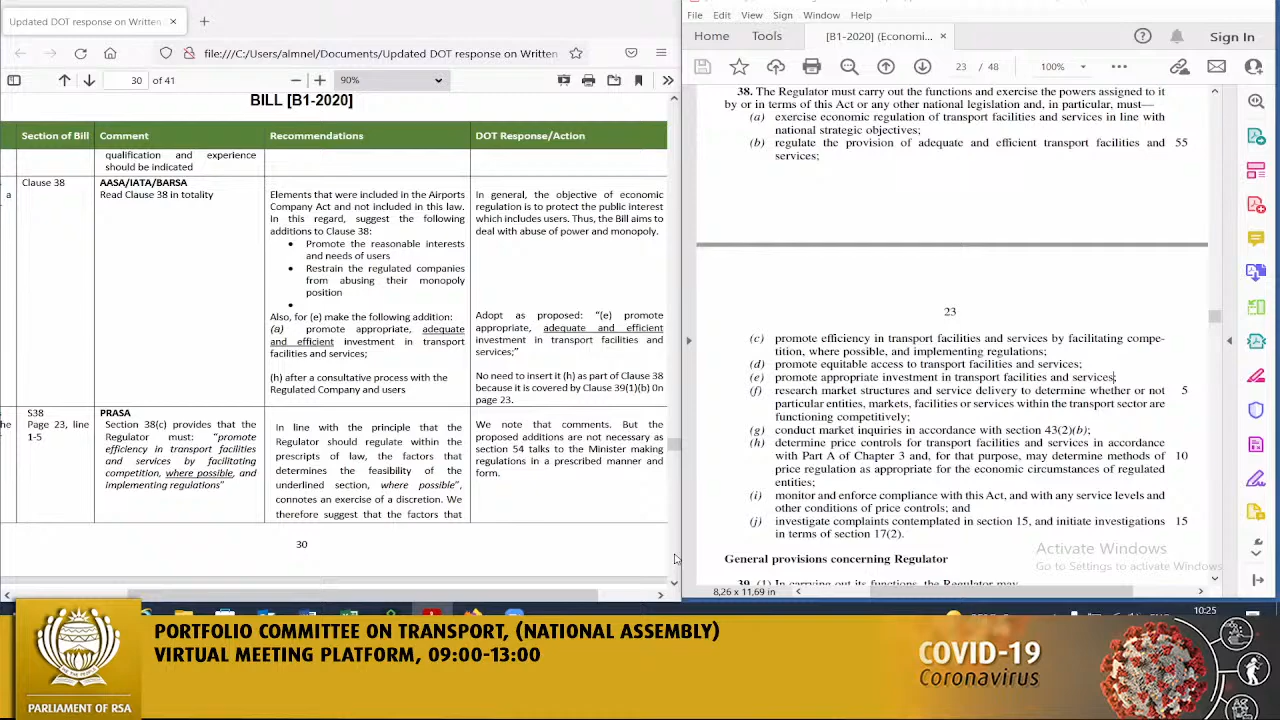 Updated DOT response on Written
file:///C:/Users/aimnel/Documents/Updated DOT response on Written
30 of 41
90%
BILL [B1-2020]
Section of Bill
Comment
Recommendations
DOT Response/Action
qualification and experience
should be indicated
a
Clause 38
AASA/IATA/BARSA
Read Clause 38 in totality
Elements that were included in the Airports
Company Act and not included in this law.
In this regard, suggest the following
additions to Clause 38:
• Promote the reasonable interests
and needs of users
• Restrain the regulated companies
from abusing their monopoly
position
•
Also, for (e) make the following addition:
(a) promote appropriate, adequate
and efficient investment in transport
facilities and services;
(h) after a consultative process with the
Regulated Company and users
In general, the objective of economic
regulation is to protect the public interest
which includes users. Thus, the Bill aims to
deal with abuse of power and monopoly.
Adopt as proposed: "(e) promote
appropriate, adequate and efficient
investment in transport facilities and
services;"
No need to insert it (h) as part of Clause 38
because it is covered by Clause 39(1)(b) 0n
page 23.
he
S38
Page 23, line
1-5
PRASA
Section 38(c) provides that the
Regulator must: "promote
efficiency in transport facilities
and services by facilitating
competition, where possible, and
implementing regulations"
In line with the principle that the
Regulator should regulate within the
prescripts of law, the factors that
determines the feasibility of the
underlined section, where possible",
connotes an exercise of a discretion. We
therefore suggest that the factors that
We note that comments. But the
proposed additions are not necessary as
section 54 talks to the Minister making
regulations in a prescribed manner and
form.
30
File Edit View Sign Window Help
Home Tools [B1-2020] (Economi... Sign In
23 / 48 100%
38. The Regulator must carry out the functions and exercise the powers assigned to it
by or in terms of this Act or any other national legislation and, in particular, must—
(a) exercise economic regulation of transport facilities and services in line with
national strategic objectives;
(b) regulate the provision of adequate and efficient transport facilities and 55
services;
23
(c) promote efficiency in transport facilities and services by facilitating compe-
tition, where possible, and implementing regulations;
(d) promote equitable access to transport facilities and services;
(e) promote appropriate investment in transport facilities and services;
(f) research market structures and service delivery to determine whether or not 5
particular entities, markets, facilities or services within the transport sector are
functioning competitively;
(g) conduct market inquiries in accordance with section 43(2)(b);
(h) determine price controls for transport facilities and services in accordance
with Part A of Chapter 3 and, for that purpose, may determine methods of 10
price regulation as appropriate for the economic circumstances of regulated
entities;
(i) monitor and enforce compliance with this Act, and with any service levels and
other conditions of price controls; and
(j) investigate complaints contemplated in section 15, and initiate investigations 15
in terms of section 17(2).
General provisions concerning Regulator
39. (1) In carrying out its functions, the Regulator may
Activate Windows
Go to Settings to activate Windows
8,26 x 11,69 in
10:25
PORTFOLIO COMMITTEE ON TRANSPORT, (NATIONAL ASSEMBLY)
VIRTUAL MEETING PLATFORM, 09:00-13:00
PARLIAMENT OF RSA
COVID-19
Coronavirus